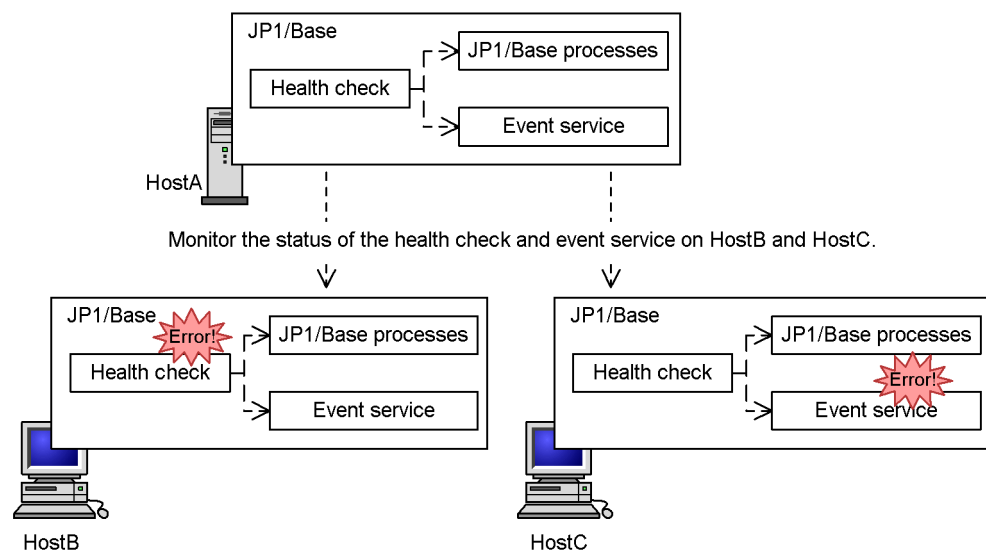 JP1/Base
JP1/Base processes
Health check
Event service
HostA
Monitor the status of the health check and event service on HostB and HostC.
JP1/Base
Error!
JP1/Base processes
Health check
Event service
HostB
JP1/Base
JP1/Base processes
Health check
Error!
Event service
HostC